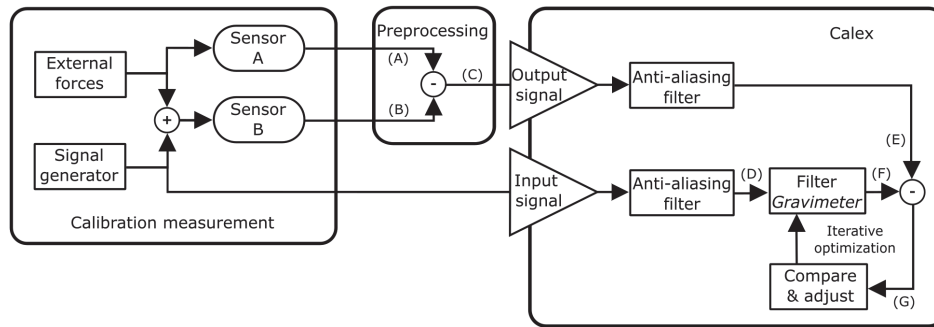 External
forces
Signal
generator
+
Sensor
A
Sensor
B
Calibration measurement
Preprocessing
(A)
(B)
-
(C)
Calex
Output
signal
Anti-aliasing
filter
(E)
Input
signal
Anti-aliasing
filter
(D)
Filter
Gravimeter
(F)
-
Iterative
optimization
Compare
& adjust
(G)